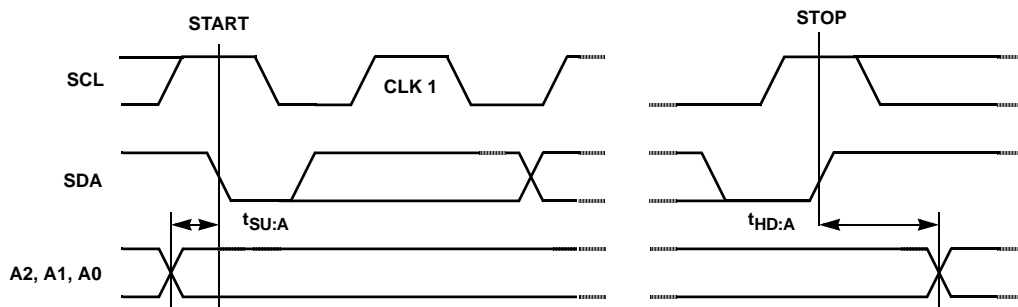 START
STOP
SCL
CLK 1
SDA
tSU:A
tHD:A
A2, A1, A0